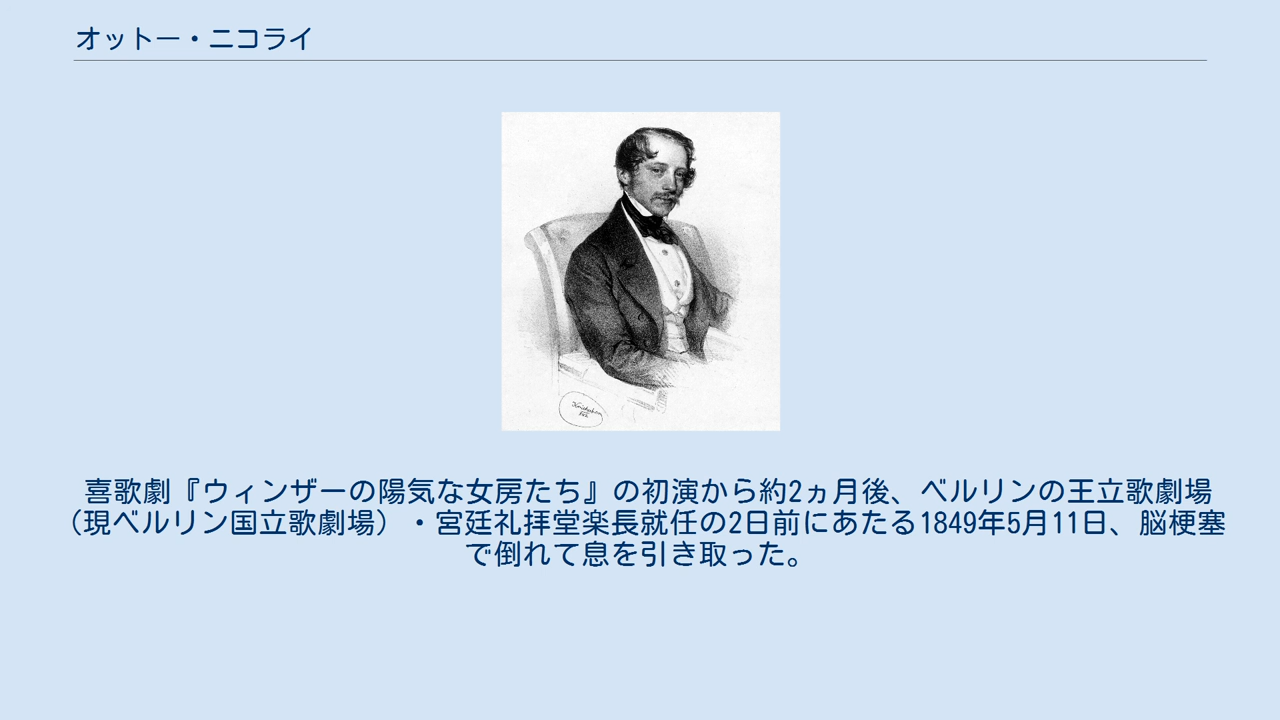 オットー・ニコライ
喜歌劇『ウィンザーの陽気な女房たち』の初演から約2ヵ月後、ベルリンの王立歌劇場
（現ベルリン国立歌劇場）・宮廷礼拝堂楽長就任の2日前にあたる1849年5月11日、脳梗塞
で倒れて息を引き取った。